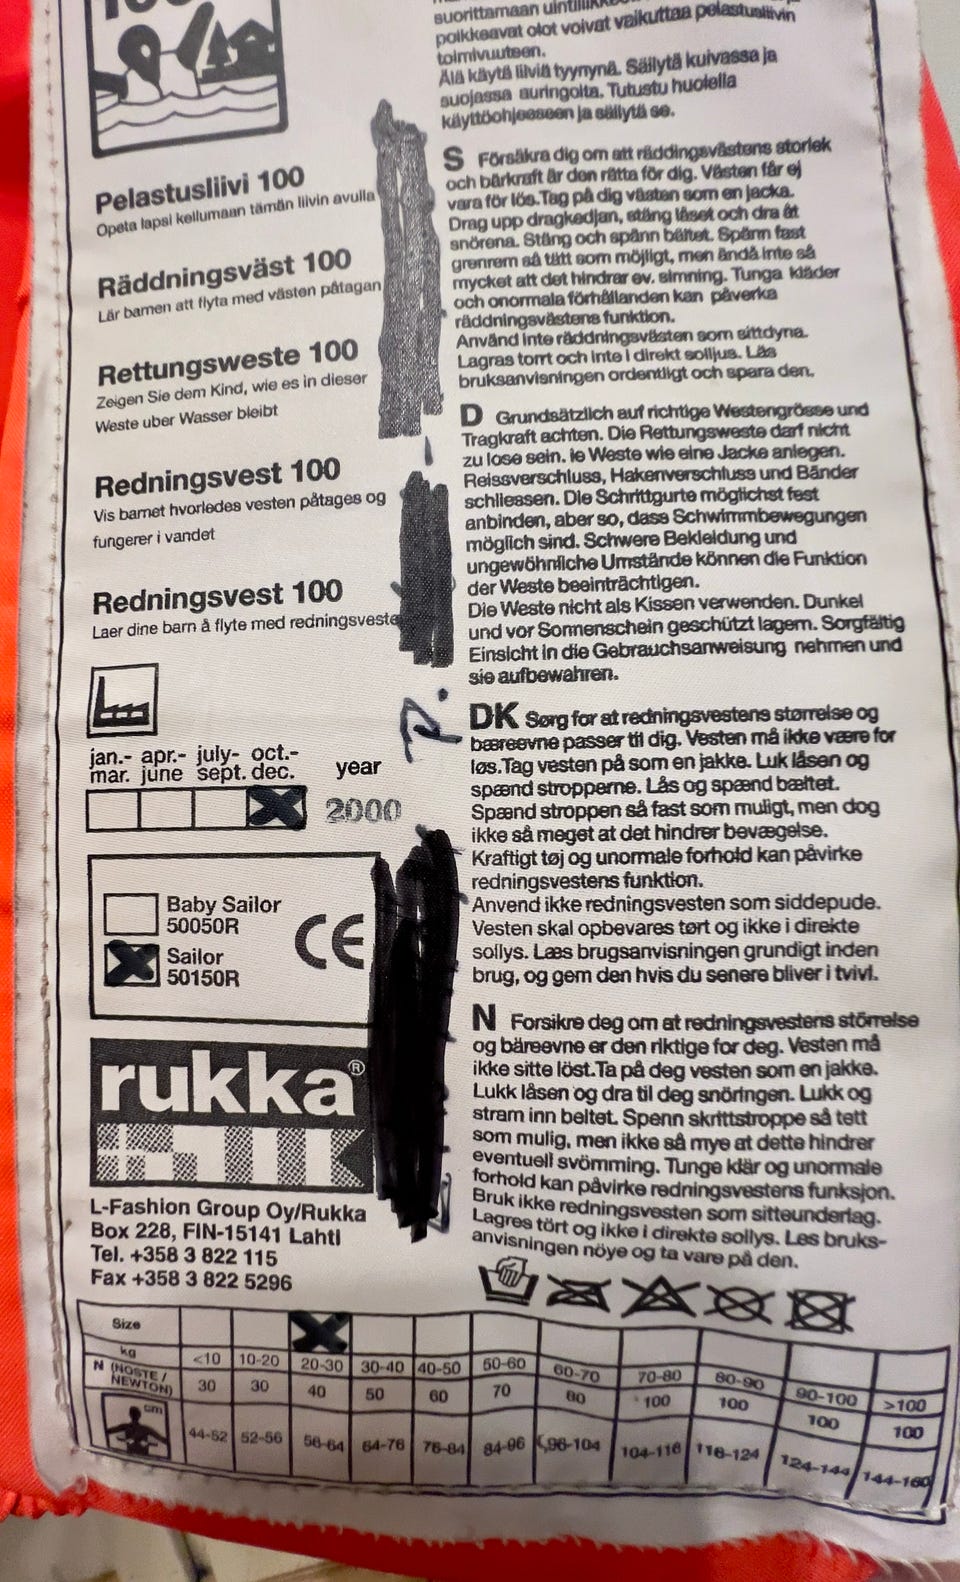 100
suorittamaan
poikkeavat olot voivat vaikuttaa pelastusliivin
toimivuuteen.
Älä käytä liiviä tyynynä. Säilytä kuivassa ja
suojassa auringolta. Tutustu huolella
käyttöohjeeseen ja säilytä se.
Pelastusliivi 100
Opeta lapsi kellumaan tämän liivin avulla
Räddningsväst 100
Lär barnen att flyta med västen påtagan
Rettungsweste 100
Zeigen Sie dem Kind, wie es in dieser
Weste uber Wasser bleibt
Redningsvest 100
Vis barnet hvorledes vesten påtages og
fungerer i vandet
Redningsvest 100
Laer dine barn å flyte med redningsveste
jan.- apr.- july- oct.-
mar. june sept. dec. year
2000
Baby Sailor
50050R
Sailor
50150R
CE
rukka®
L-Fashion Group Oy/Rukka
Box 228, FIN-15141 Lahti
Tel. +358 3 822 115
Fax +358 3 822 5296
S Försäkra dig om att räddingsvästens storlek
och bärkraft är den rätta för dig. Västen får ej
vara för lös.Tag på dig västen som en jacka.
Drag upp dragkedjan, stäng låset och dra åt
snörena. Stäng och spänn bältet. Spänn fast
grenrem så tätt som möjligt, men ändå inte så
mycket att det hindrar ev. simning. Tunga kläder
och onormala förhållanden kan påverka
räddningsvästens funktion.
Använd inte räddningsvästen som sittdyna.
Lagras torrt och inte i direkt solljus. Läs
bruksanvisningen ordentligt och spara den.
D Grundsätzlich auf richtige Westengrösse und
Tragkraft achten. Die Rettungsweste darf nicht
zu lose sein. ie Weste wie eine Jacke anlegen.
Reissverschluss, Hakenverschluss und Bänder
schliessen. Die Schrittgurte möglichst fest
anbinden, aber so, dass Schwimmbewegungen
möglich sind. Schwere Bekleidung und
ungewöhnliche Umstände können die Funktion
der Weste beeinträchtigen.
Die Weste nicht als Kissen verwenden. Dunkel
und vor Sonnenschein geschützt lagern. Sorgfältig
Einsicht in die Gebrauchsanweisung nehmen und
sie aufbewahren.
DK Sørg for at redningsvestens størrelse og
bæreevne passer til dig. Vesten må ikke være for
løs.Tag vesten på som en jakke. Luk låsen og
spænd stropperne. Lås og spænd bæltet.
Spænd stroppen så fast som muligt, men dog
ikke så meget at det hindrer bevægelse.
Kraftigt tøj og unormale forhold kan påvirke
redningsvestens funktion.
Anvend ikke redningsvesten som siddepude.
Vesten skal opbevares tørt og ikke i direkte
sollys. Læs brugsanvisningen grundigt inden
brug, og gem den hvis du senere bliver i tvivl.
N Forsikre deg om at redningsvestens störrelse
og bäreevne er den riktige for deg. Vesten må
ikke sitte löst.Ta på deg vesten som en jakke.
Lukk låsen og dra til deg snöringen. Lukk og
stram inn beltet. Spenn skrittstroppe så tett
som mulig, men ikke så mye at dette hindrer
eventuell svömming. Tunge klär og unormale
forhold kan påvirke redningsvestens funksjon.
Bruk ikke redningsvesten som sitteunderlag.
Lagres tört og ikke i direkte sollys. Les bruks-
anvisningen nöye og ta vare på den.
Size
kg <10 10-20 20-30 30-40 40-50 50-60 60-70 70-80 80-90 90-100 >100
N (NOSTE / NEWTON) 30 30 40 50 60 70 80 100 100 100 100
cm 44-52 52-56 56-64 64-76 76-84 84-96 96-104 104-116 116-124 124-144 144-160